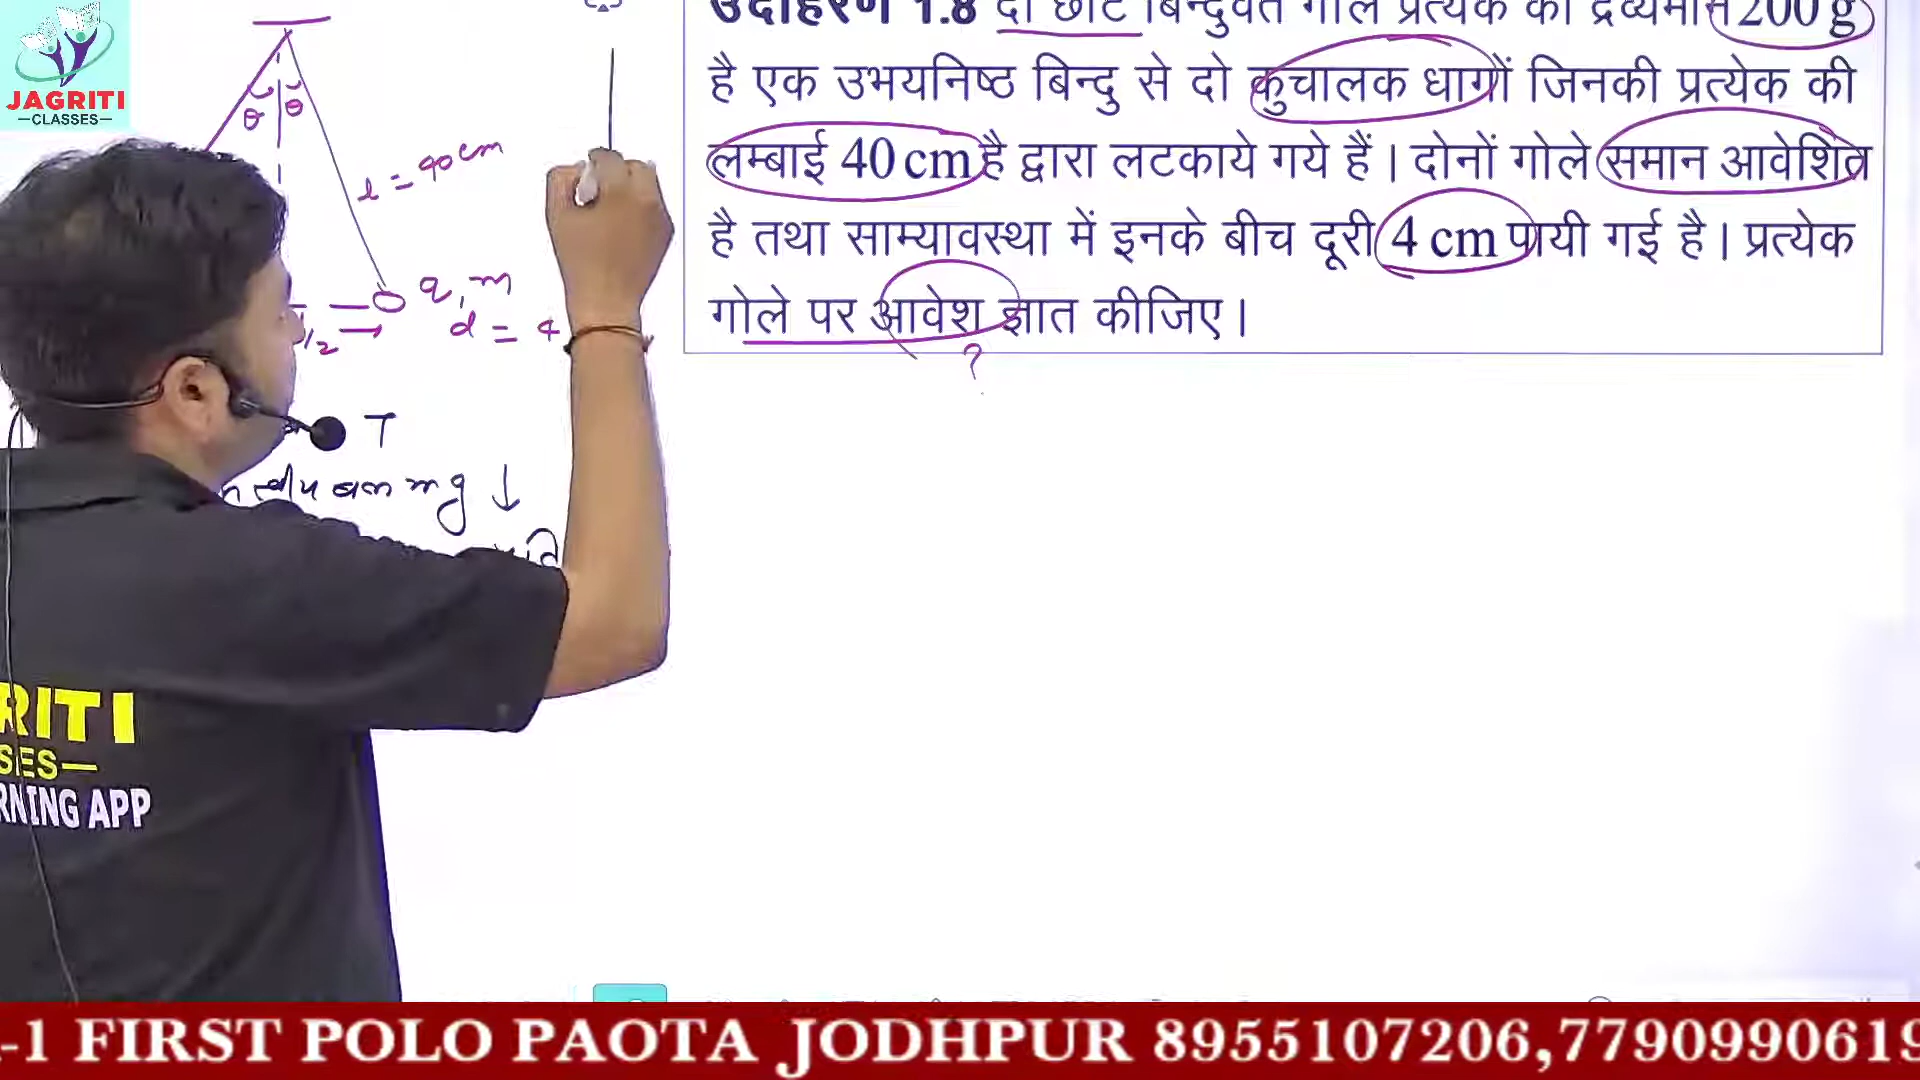 JAGRITI
—CLASSES—
θ θ
l = 40 cm
q, m
d = 4
T
mg ↓
उदाहरण 1.8 दो छोटे बिन्दुवत गोले प्रत्येक का द्रव्यमान 200 g
है एक उभयनिष्ठ बिन्दु से दो कुचालक धागों जिनकी प्रत्येक की
लम्बाई 40 cm है द्वारा लटकाये गये हैं। दोनों गोले समान आवेशित
है तथा साम्यावस्था में इनके बीच दूरी 4 cm पायी गई है। प्रत्येक
गोले पर आवेश ज्ञात कीजिए।
?
RITI
SES—
RNING APP
-1 FIRST POLO PAOTA JODHPUR 8955107206,7790990619